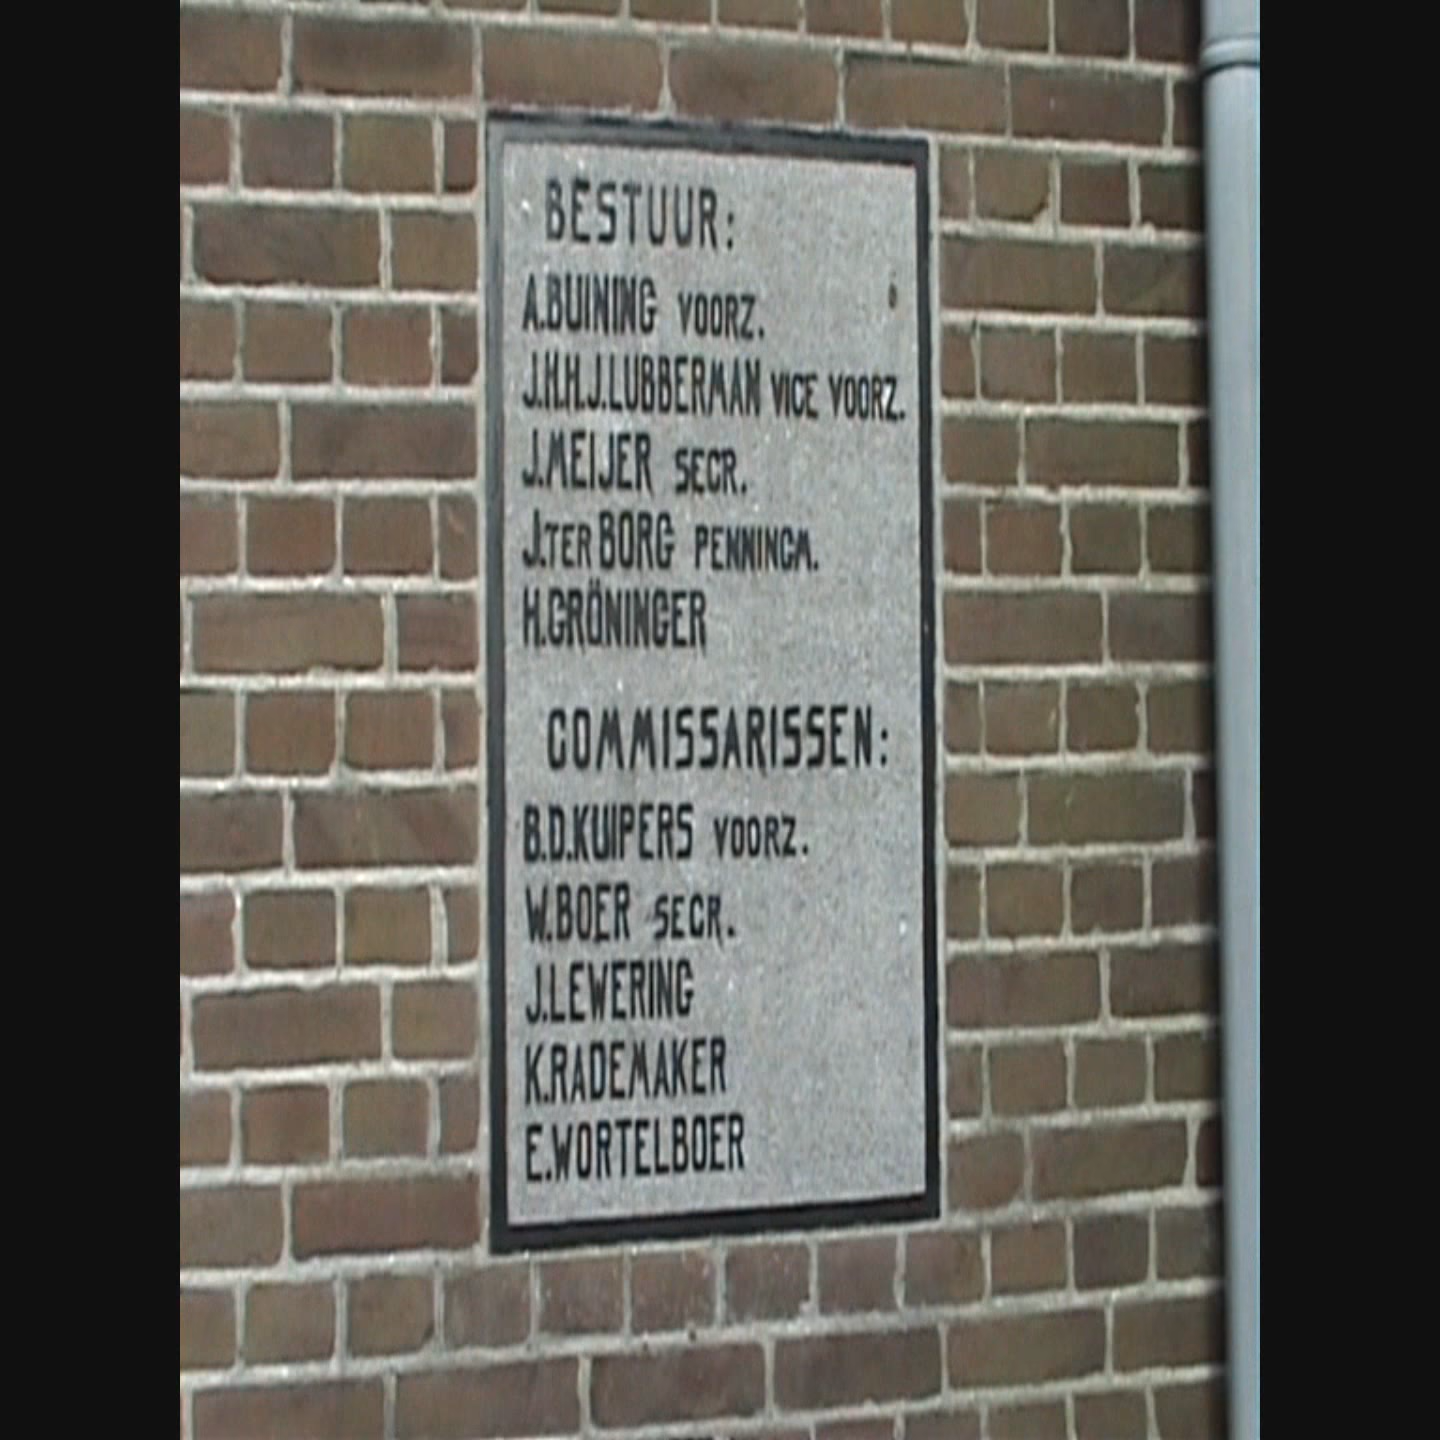 BESTUUR:
A.BUINING VOORZ.
J.H.H.J.LUBBERMAN VICE VOORZ.
J.MEIJER SECR.
J.TER BORG PENNINGM.
H.GRÖNINGER
COMMISSARISSEN:
B.D.KUIPERS VOORZ.
W.BOER SECR.
J.LEWERING
K.RADEMAKER
E.WORTELBOER